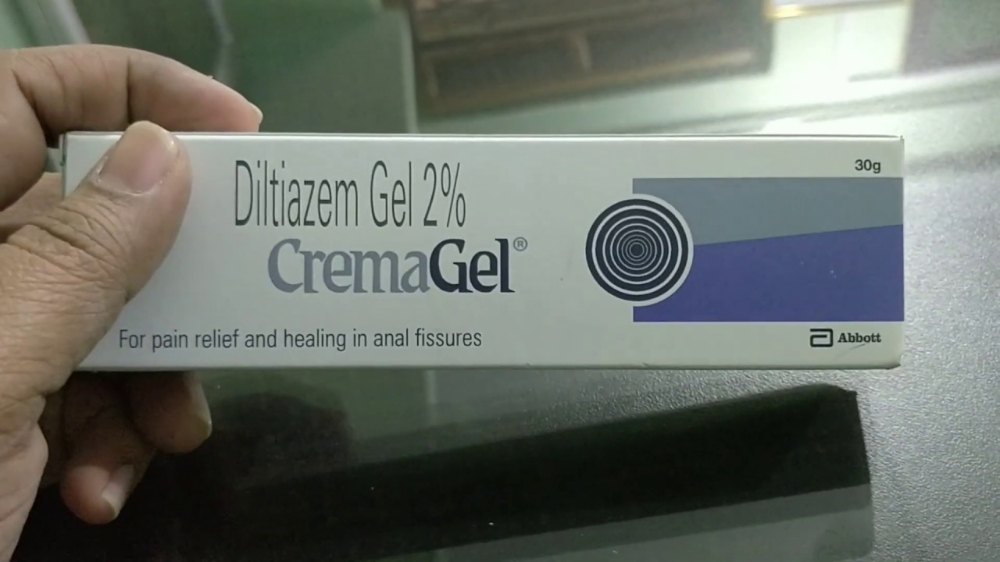 30g
Diltiazem Gel 2%
CremaGel®
For pain relief and healing in anal fissures
Abbott